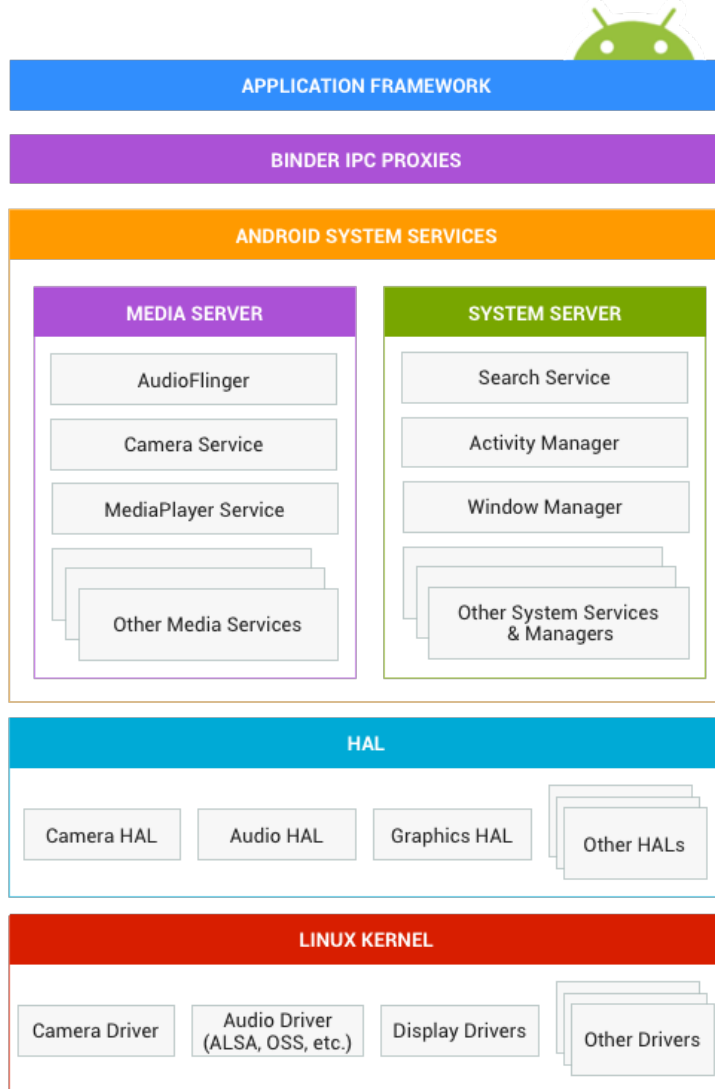 APPLICATION FRAMEWORK
BINDER IPC PROXIES
ANDROID SYSTEM SERVICES
MEDIA SERVER
AudioFlinger
Camera Service
MediaPlayer Service
Other Media Services
SYSTEM SERVER
Search Service
Activity Manager
Window Manager
Other System Services
& Managers
HAL
Camera HAL
Audio HAL
Graphics HAL
Other HALs
LINUX KERNEL
Camera Driver
Audio Driver
(ALSA, OSS, etc.)
Display Drivers
Other Drivers